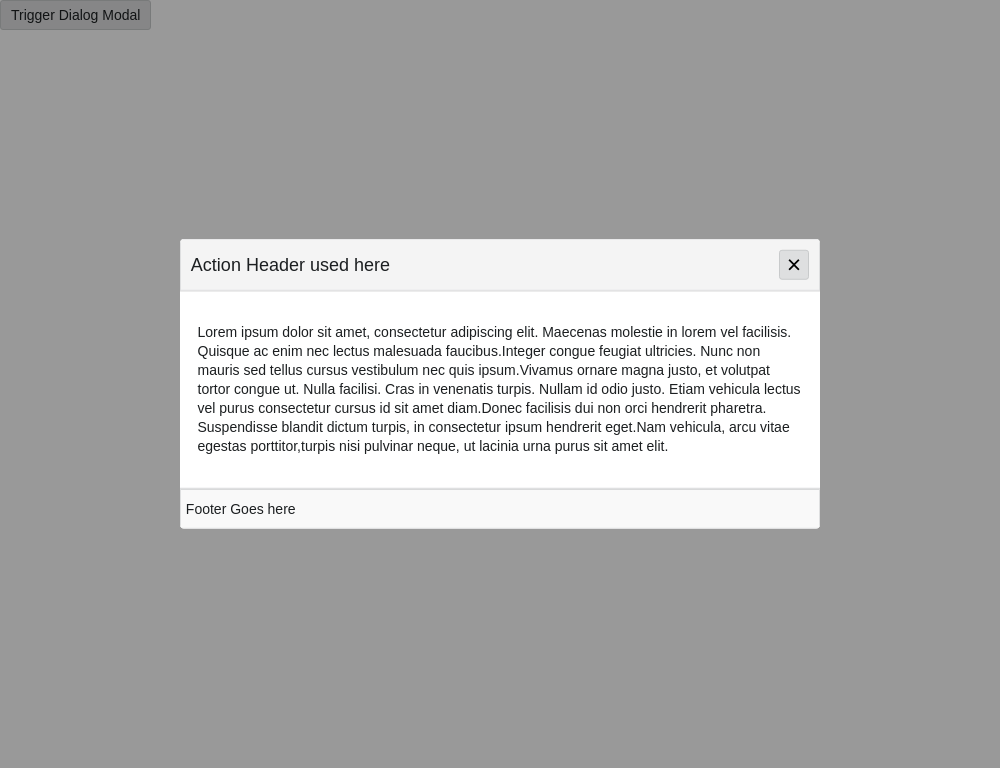 Trigger Dialog Modal
Action Header used here
Lorem ipsum dolor sit amet, consectetur adipiscing elit. Maecenas molestie in lorem vel facilisis.
Quisque ac enim nec lectus malesuada faucibus.Integer congue feugiat ultricies. Nunc non
mauris sed tellus cursus vestibulum nec quis ipsum.Vivamus ornare magna justo, et volutpat
tortor congue ut. Nulla facilisi. Cras in venenatis turpis. Nullam id odio justo. Etiam vehicula lectus
vel purus consectetur cursus id sit amet diam.Donec facilisis dui non orci hendrerit pharetra.
Suspendisse blandit dictum turpis, in consectetur ipsum hendrerit eget.Nam vehicula, arcu vitae
egestas porttitor,turpis nisi pulvinar neque, ut lacinia urna purus sit amet elit.
Footer Goes here